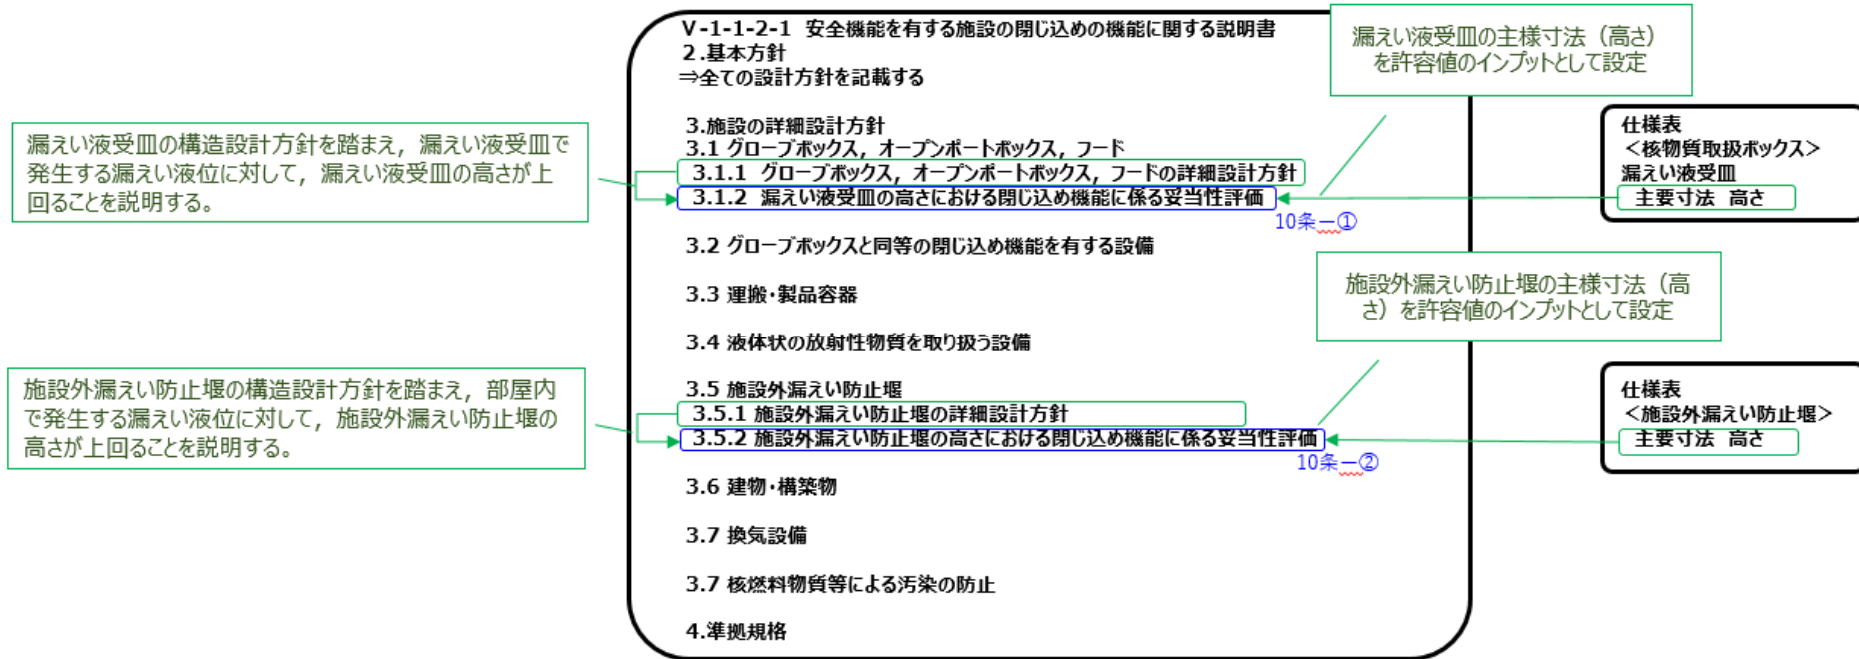 V-1-1-2-1 安全機能を有する施設の閉じ込めの機能に関する説明書
2.基本方針
⇒全ての設計方針を記載する
3.施設の詳細設計方針
3.1 グローブボックス，オープンポートボックス，フード
3.1.1 グローブボックス，オープンポートボックス，フードの詳細設計方針
3.1.2 漏えい液受皿の高さにおける閉じ込め機能に係る妥当性評価
10条ー①
3.2 グローブボックスと同等の閉じ込め機能を有する設備
3.3 運搬・製品容器
3.4 液体状の放射性物質を取り扱う設備
3.5 施設外漏えい防止堰
3.5.1 施設外漏えい防止堰の詳細設計方針
3.5.2 施設外漏えい防止堰の高さにおける閉じ込め機能に係る妥当性評価
10条ー②
3.6 建物・構築物
3.7 換気設備
3.7 核燃料物質等による汚染の防止
4.準拠規格
漏えい液受皿の構造設計方針を踏まえ，漏えい液受皿で
発生する漏えい液位に対して，漏えい液受皿の高さが上
回ることを説明する。
施設外漏えい防止堰の構造設計方針を踏まえ，部屋内
で発生する漏えい液位に対して，施設外漏えい防止堰の
高さが上回ることを説明する。
漏えい液受皿の主様寸法（高さ）
を許容値のインプットとして設定
仕様表
＜核物質取扱ボックス＞
漏えい液受皿
主要寸法 高さ
施設外漏えい防止堰の主様寸法（高
さ）を許容値のインプットとして設定
仕様表
＜施設外漏えい防止堰＞
主要寸法 高さ